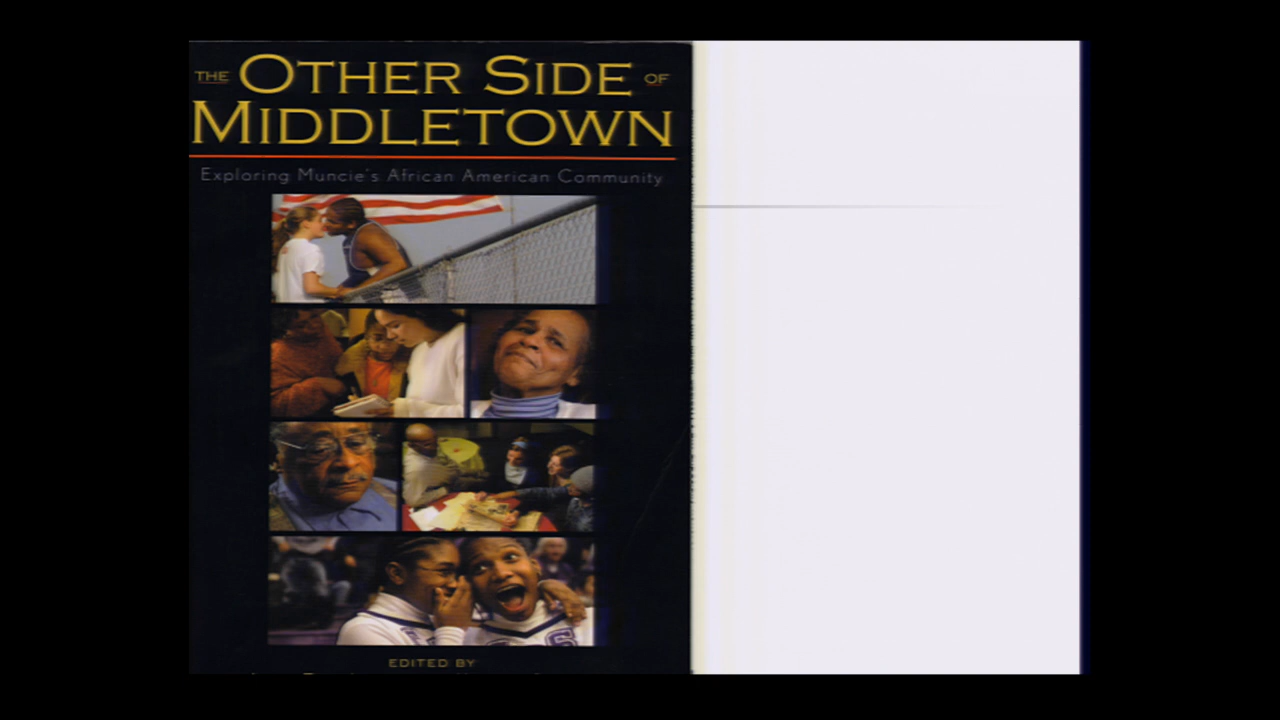 THE OTHER SIDE OF
MIDDLETOWN
Exploring Muncie's African American Community
EDITED BY